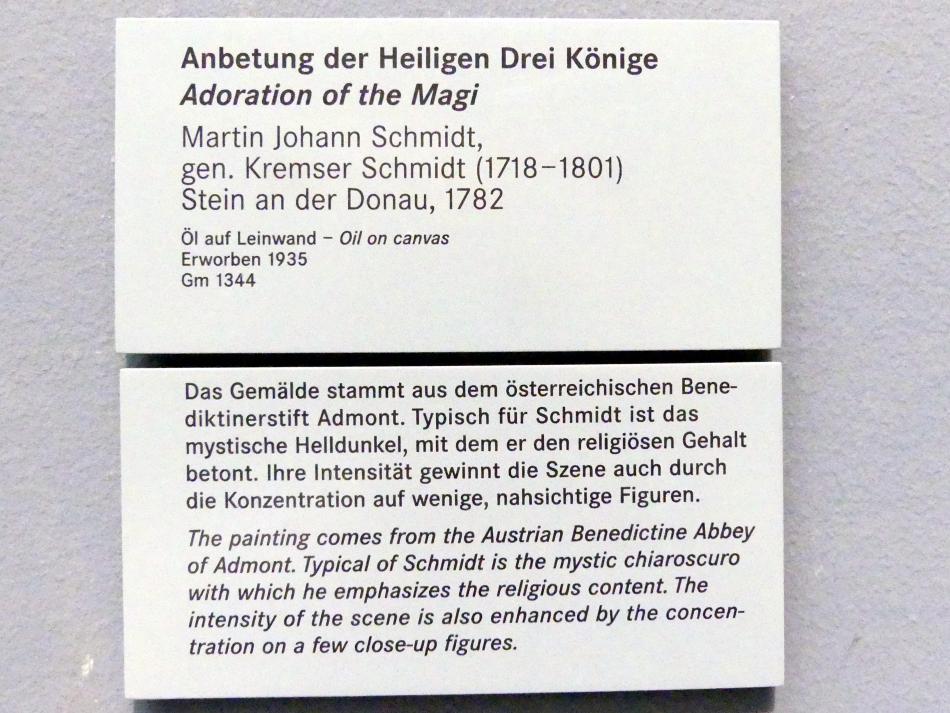 Anbetung der Heiligen Drei Könige
Adoration of the Magi
Martin Johann Schmidt,
gen. Kremser Schmidt (1718–1801)
Stein an der Donau, 1782
Öl auf Leinwand – Oil on canvas
Erworben 1935
Gm 1344
Das Gemälde stammt aus dem österreichischen Bene-
diktinerstift Admont. Typisch für Schmidt ist das
mystische Helldunkel, mit dem er den religiösen Gehalt
betont. Ihre Intensität gewinnt die Szene auch durch
die Konzentration auf wenige, nahsichtige Figuren.
The painting comes from the Austrian Benedictine Abbey
of Admont. Typical of Schmidt is the mystic chiaroscuro
with which he emphasizes the religious content. The
intensity of the scene is also enhanced by the concen-
tration on a few close-up figures.